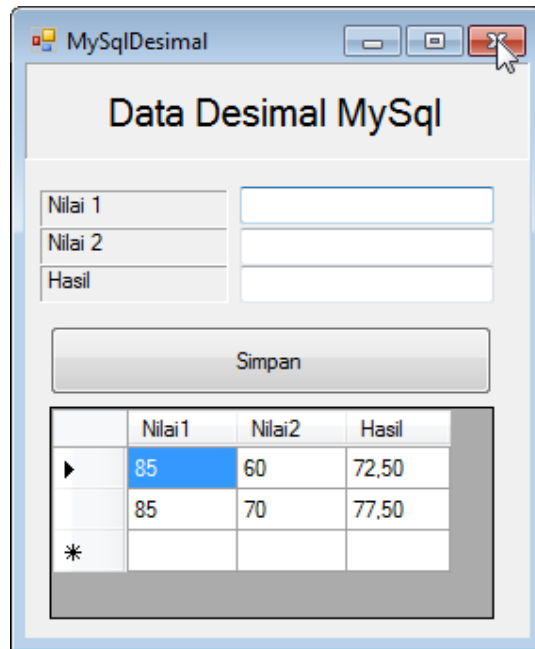 MySqlDesimal
Data Desimal MySql
Nilai 1
Nilai 2
Hasil
Simpan
Nilai1 Nilai2 Hasil
85 60 72,50
85 70 77,50